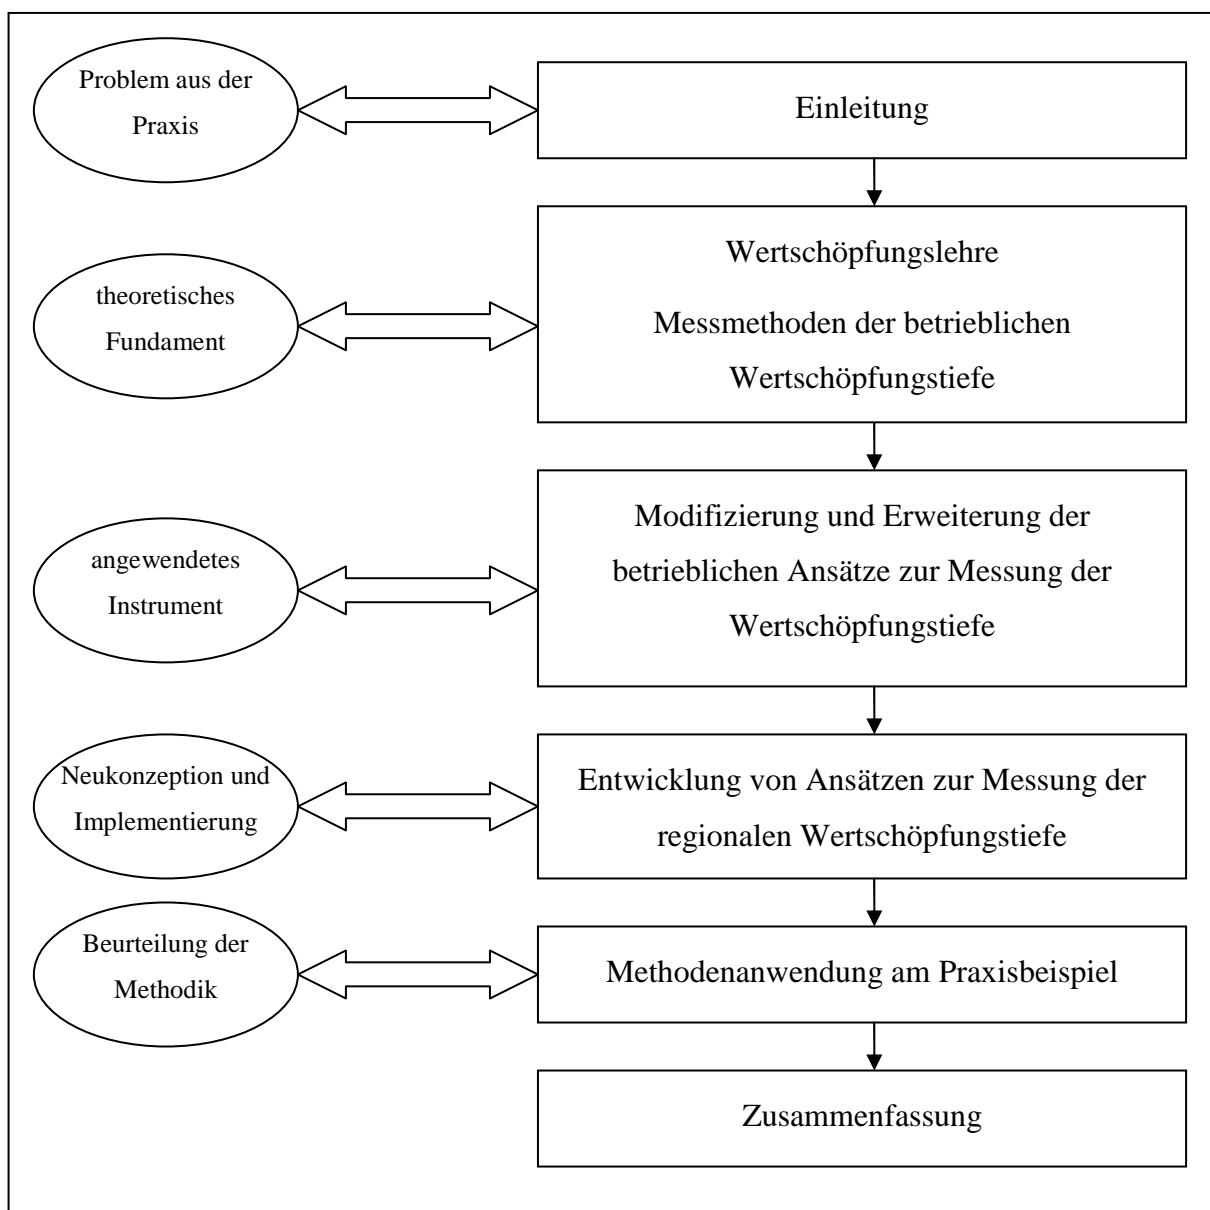 Problem aus der
Praxis
Einleitung
theoretisches
Fundament
Wertschöpfungslehre
Messmethoden der betrieblichen
Wertschöpfungstiefe
angewendetes
Instrument
Modifizierung und Erweiterung der
betrieblichen Ansätze zur Messung der
Wertschöpfungstiefe
Neukonzeption und
Implementierung
Entwicklung von Ansätzen zur Messung der
regionalen Wertschöpfungstiefe
Beurteilung der
Methodik
Methodenanwendung am Praxisbeispiel
Zusammenfassung